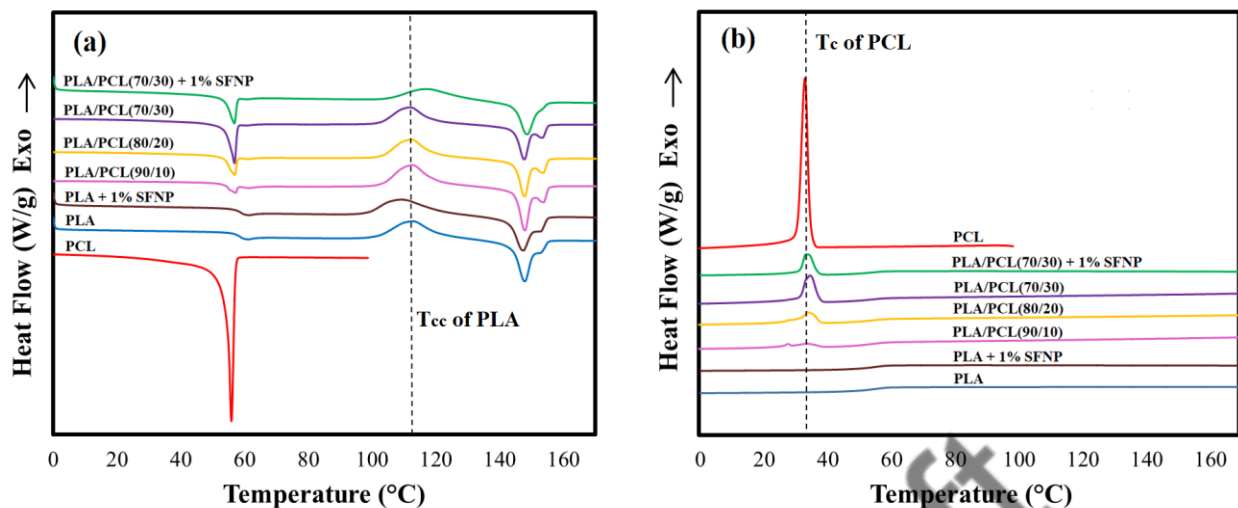 (a)
PLA/PCL(70/30) + 1% SFNP
PLA/PCL(70/30)
PLA/PCL(80/20)
PLA/PCL(90/10)
PLA + 1% SFNP
PLA
PCL
Tcc of PLA
Heat Flow (W/g) Exo →
0 20 40 60 80 100 120 140 160
Temperature (°C)
(b)
Tc of PCL
PCL
PLA/PCL(70/30) + 1% SFNP
PLA/PCL(70/30)
PLA/PCL(80/20)
PLA/PCL(90/10)
PLA + 1% SFNP
PLA
Heat Flow (W/g) Exo →
0 20 40 60 80 100 120 140 160
Temperature (°C)
ft